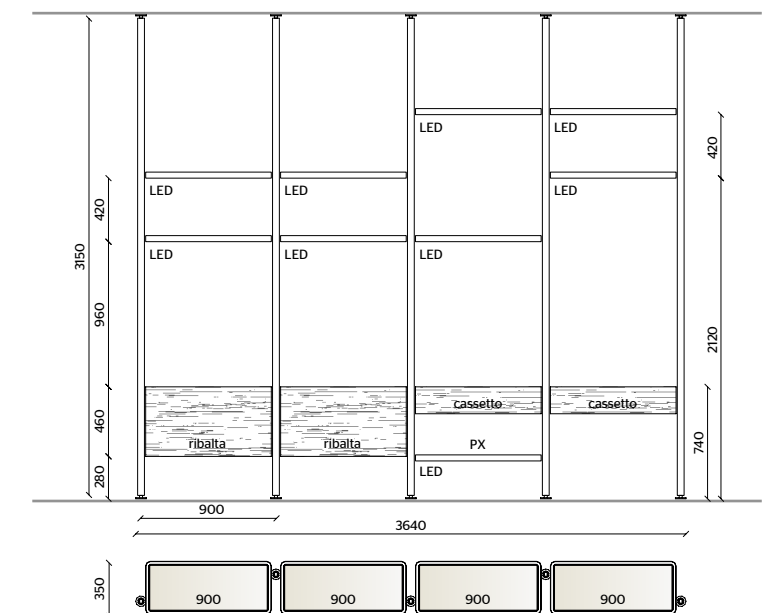 LED
LED
420
LED
LED
LED
420
LED
LED
LED
3150
960
2120
cassetto
cassetto
460
ribalta
ribalta
PX
740
LED
280
900
3640
350
900
900
900
900